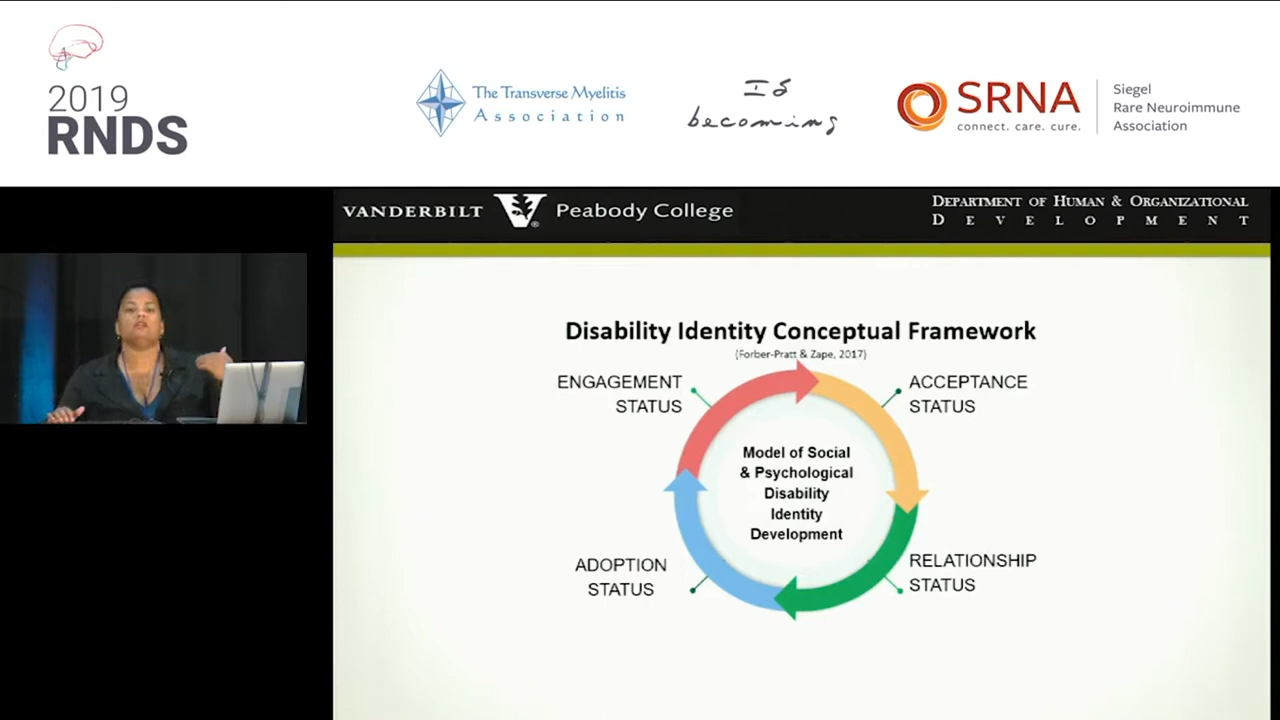 2019
RNDS
The Transverse Myelitis
Association
Is
becoming
SRNA
connect. care. cure.
Siegel
Rare Neuroimmune
Association
VANDERBILT V® Peabody College
DEPARTMENT OF HUMAN & ORGANIZATIONAL
DEVELOPMENT
Disability Identity Conceptual Framework
(Forber-Pratt & Zape, 2017)
ENGAGEMENT
STATUS
ACCEPTANCE
STATUS
Model of Social
& Psychological
Disability
Identity
Development
ADOPTION
STATUS
RELATIONSHIP
STATUS